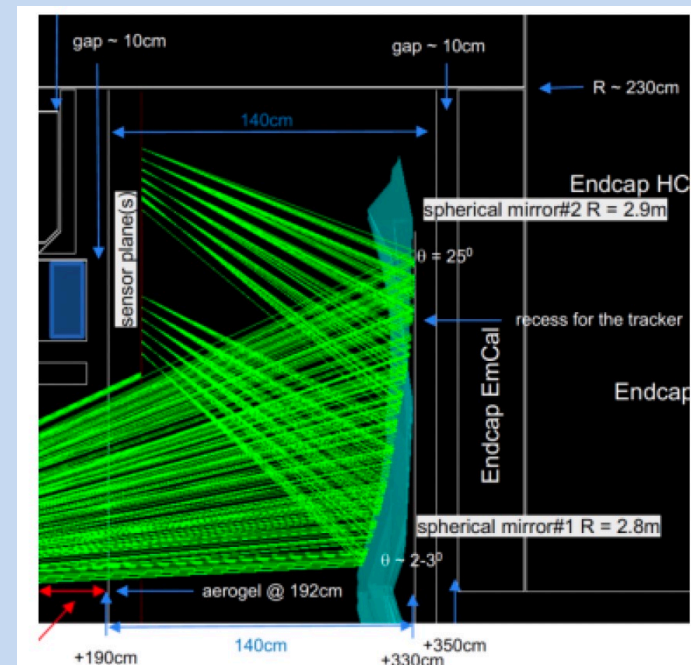 gap ~ 10cm
gap ~ 10cm
R ~ 230cm
140cm
sensor plane(s)
Endcap HC
spherical mirror#2 R = 2.9m
θ = 25⁰
recess for the tracker
Endcap EmCal
Endcap
spherical mirror#1 R = 2.8m
θ ~ 2-3⁰
aerogel @ 192cm
140cm
+350cm
+190cm
+330cm